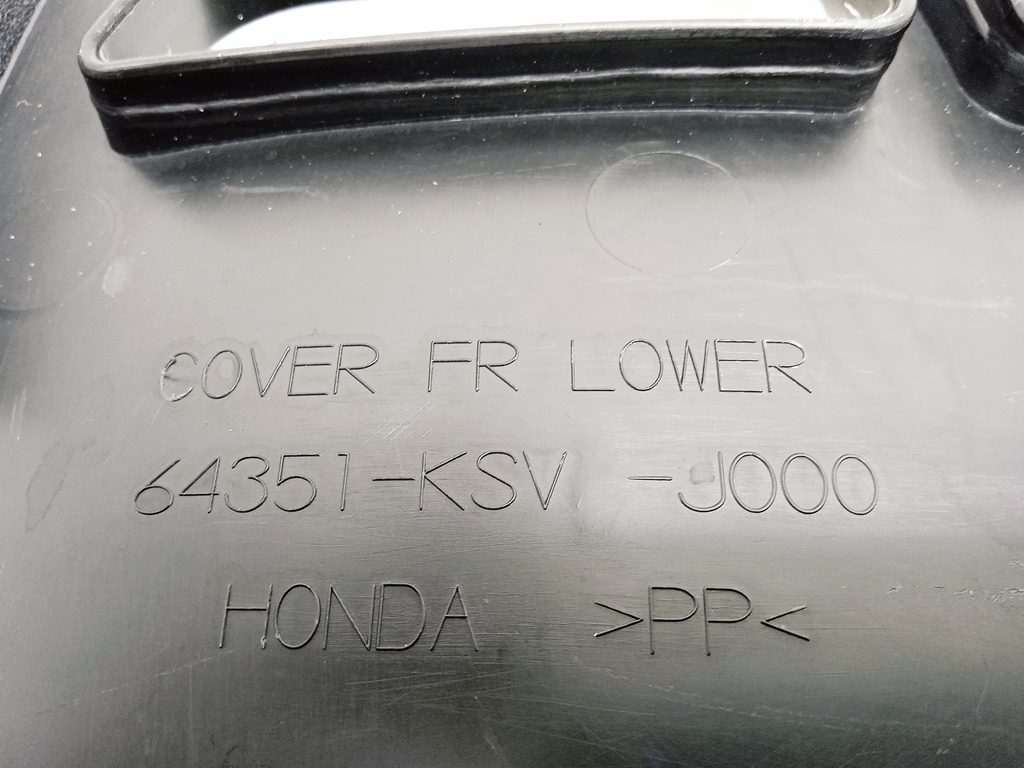 COVER FR LOWER
64351-KSV -J000
HONDA >PP<